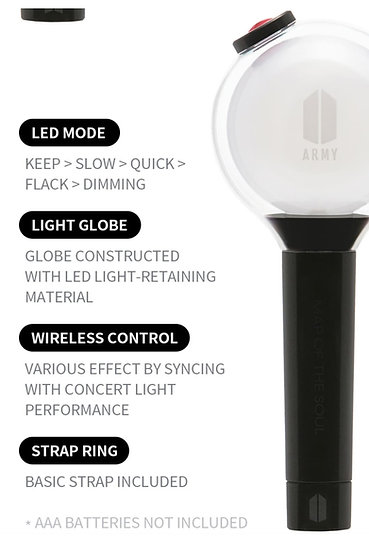 LED MODE
KEEP > SLOW > QUICK >
FLACK > DIMMING
LIGHT GLOBE
GLOBE CONSTRUCTED
WITH LED LIGHT-RETAINING
MATERIAL
WIRELESS CONTROL
VARIOUS EFFECT BY SYNCING
WITH CONCERT LIGHT
PERFORMANCE
STRAP RING
BASIC STRAP INCLUDED
* AAA BATTERIES NOT INCLUDED
ARMY
MAP OF THE SOUL